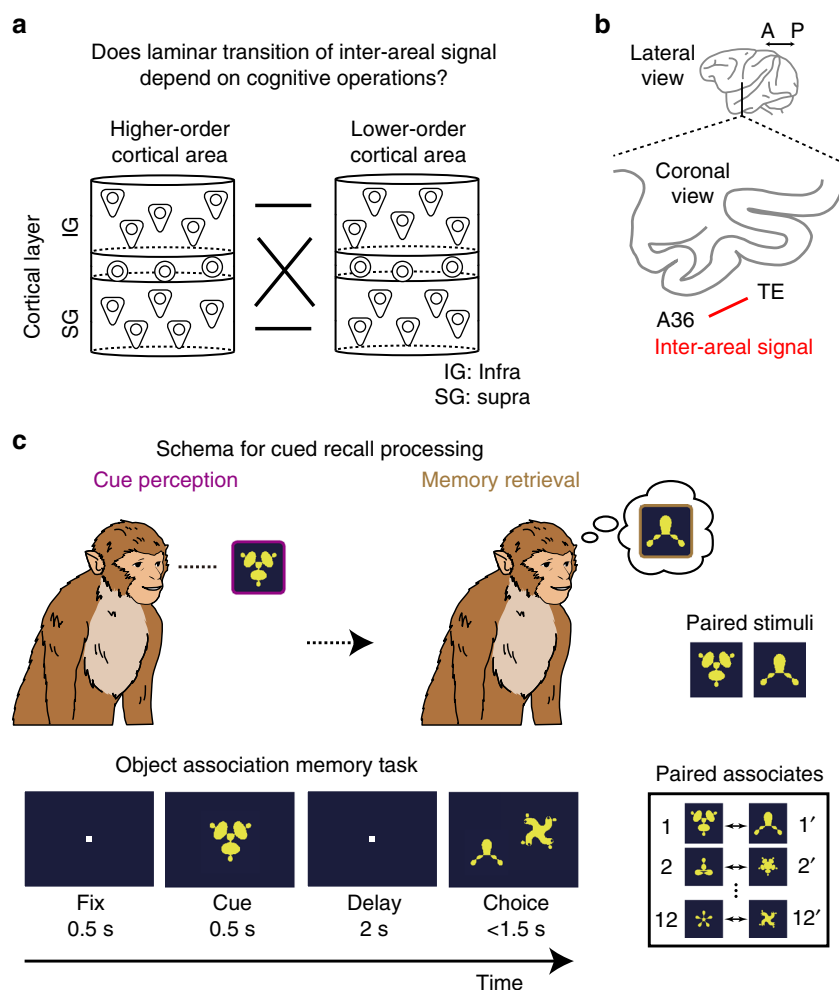 a
Does laminar transition of inter-areal signal
depend on cognitive operations?
Higher-order
cortical area
Lower-order
cortical area
Cortical layer
IG
SG
IG: Infra
SG: supra
b
A P
Lateral
view
Coronal
view
TE
A36
Inter-areal signal
c
Schema for cued recall processing
Cue perception
Memory retrieval
Paired stimuli
Object association memory task
Fix
0.5 s
Cue
0.5 s
Delay
2 s
Choice
<1.5 s
Time
Paired associates
1 1′
2 2′
12 12′